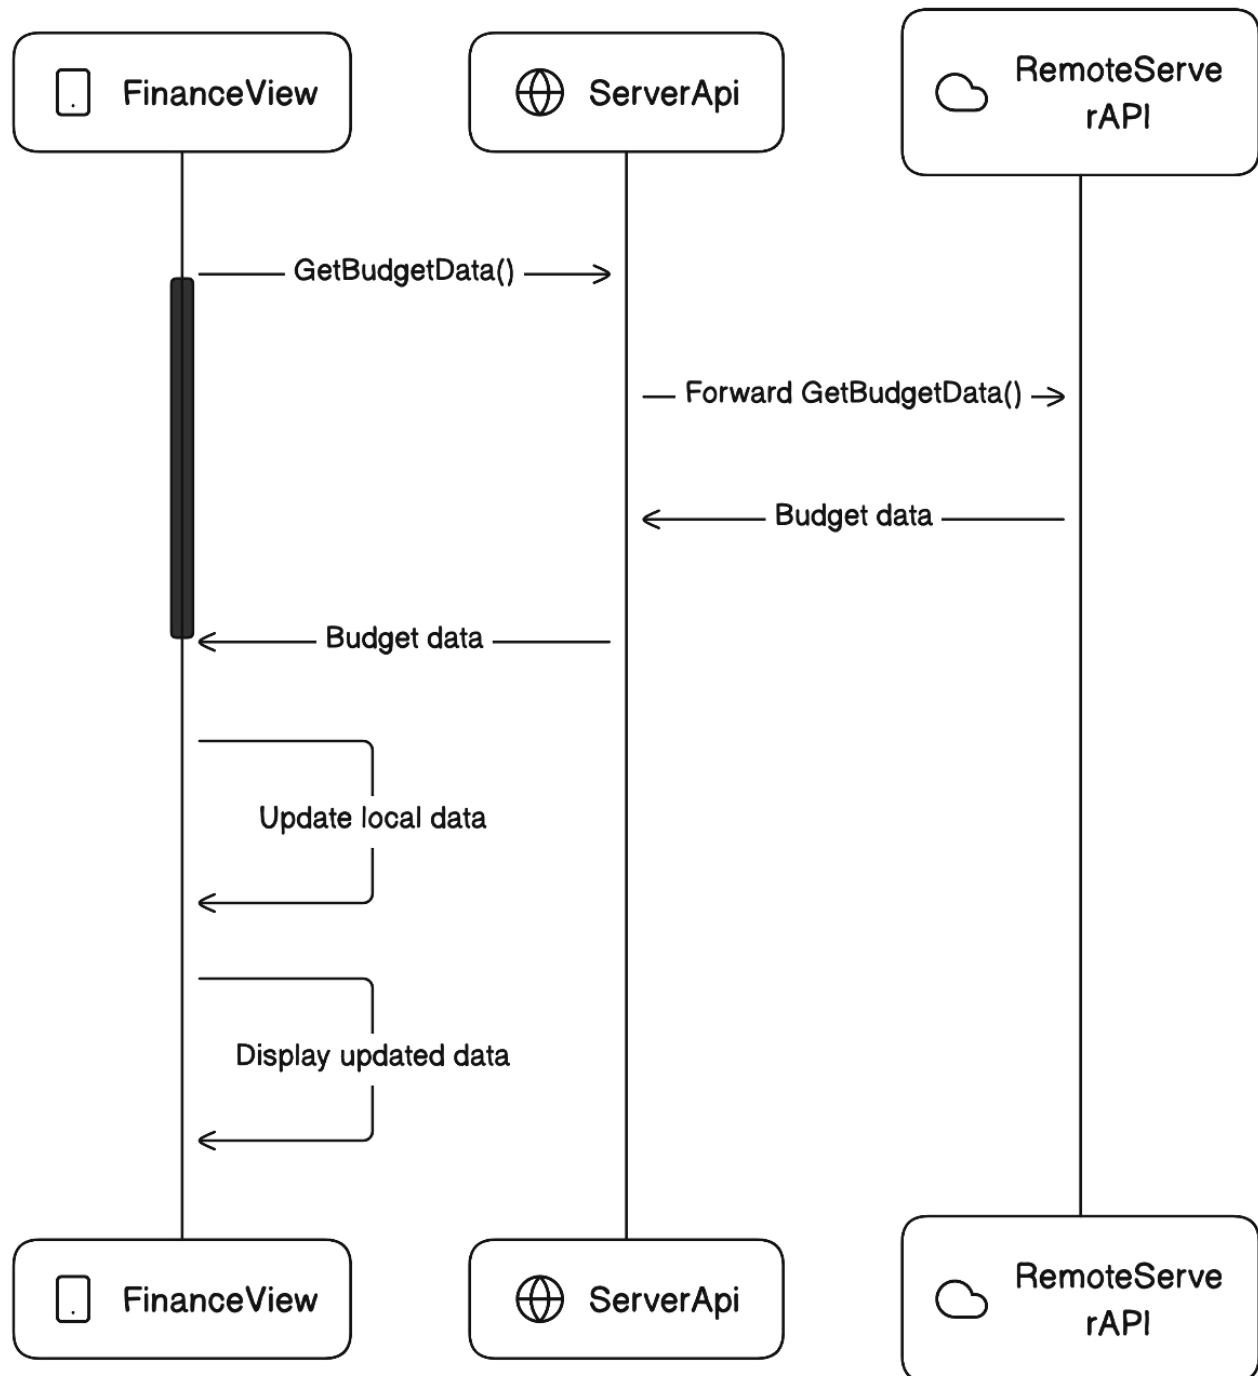 FinanceView
ServerApi
RemoteServe
rAPI
GetBudgetData()
Forward GetBudgetData()
Budget data
Budget data
Update local data
Display updated data
FinanceView
ServerApi
RemoteServe
rAPI